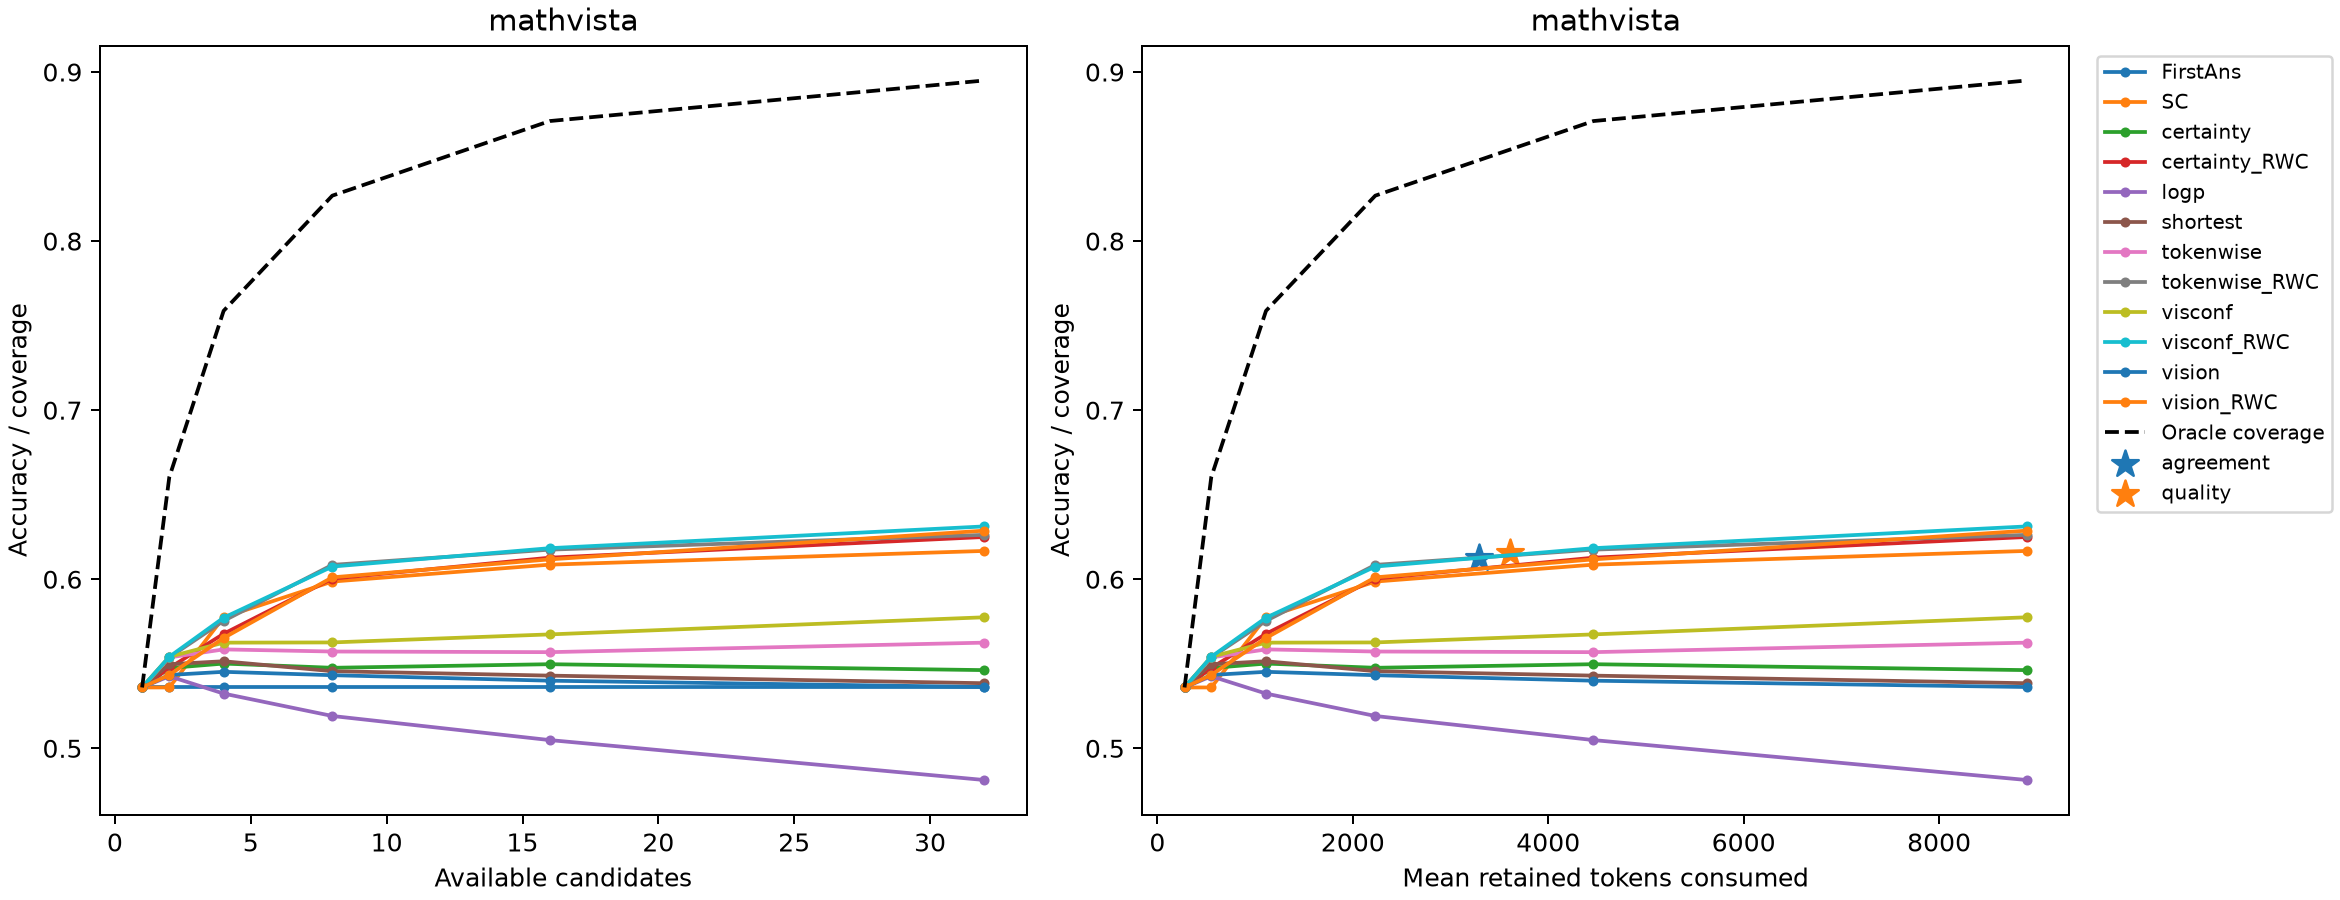 mathvista
0.9
0.8
0.7
0.6
0.5
Accuracy / coverage
0
5
10
15
20
25
30
Available candidates
mathvista
0.9
0.8
0.7
0.6
0.5
Accuracy / coverage
0
2000
4000
6000
8000
Mean retained tokens consumed
FirstAns
SC
certainty
certainty_RWC
logp
shortest
tokenwise
tokenwise_RWC
visconf
visconf_RWC
vision
vision_RWC
Oracle coverage
agreement
quality